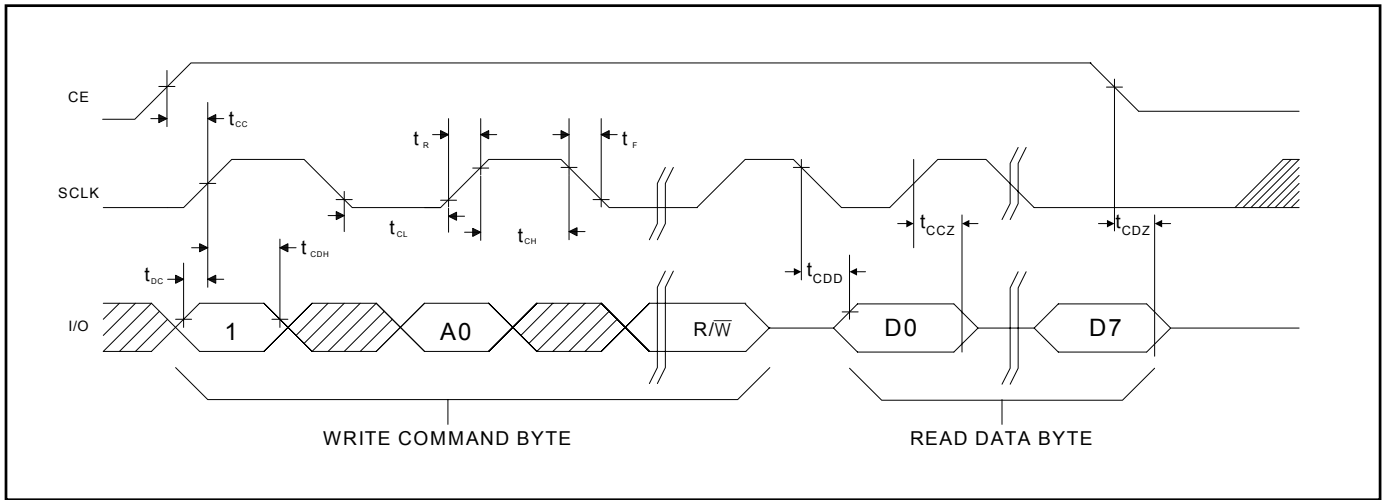 CE
tCC
tR
tF
SCLK
tCL
tCH
tCCZ
tCDZ
tCDH
tDC
tCDD
I/O
1
A0
R/W̅
D0
D7
WRITE COMMAND BYTE
READ DATA BYTE